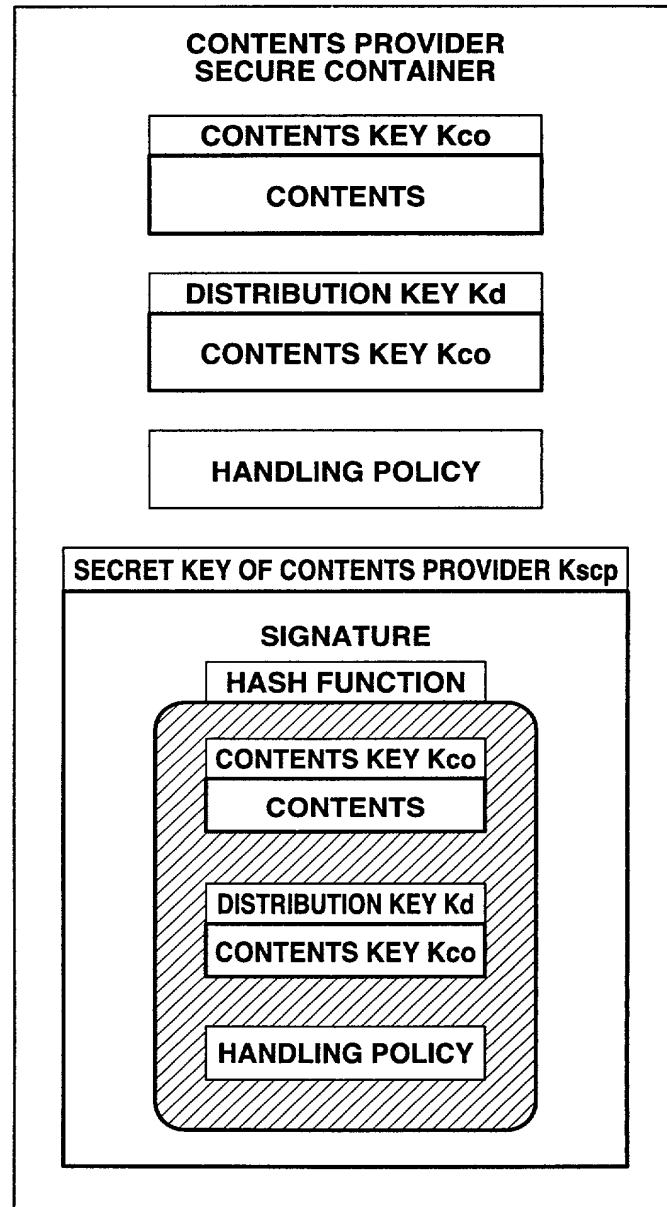 CONTENTS PROVIDER
SECURE CONTAINER
CONTENTS KEY Kco
CONTENTS
DISTRIBUTION KEY Kd
CONTENTS KEY Kco
HANDLING POLICY
SECRET KEY OF CONTENTS PROVIDER Kscp
SIGNATURE
HASH FUNCTION
CONTENTS KEY Kco
CONTENTS
DISTRIBUTION KEY Kd
CONTENTS KEY Kco
HANDLING POLICY